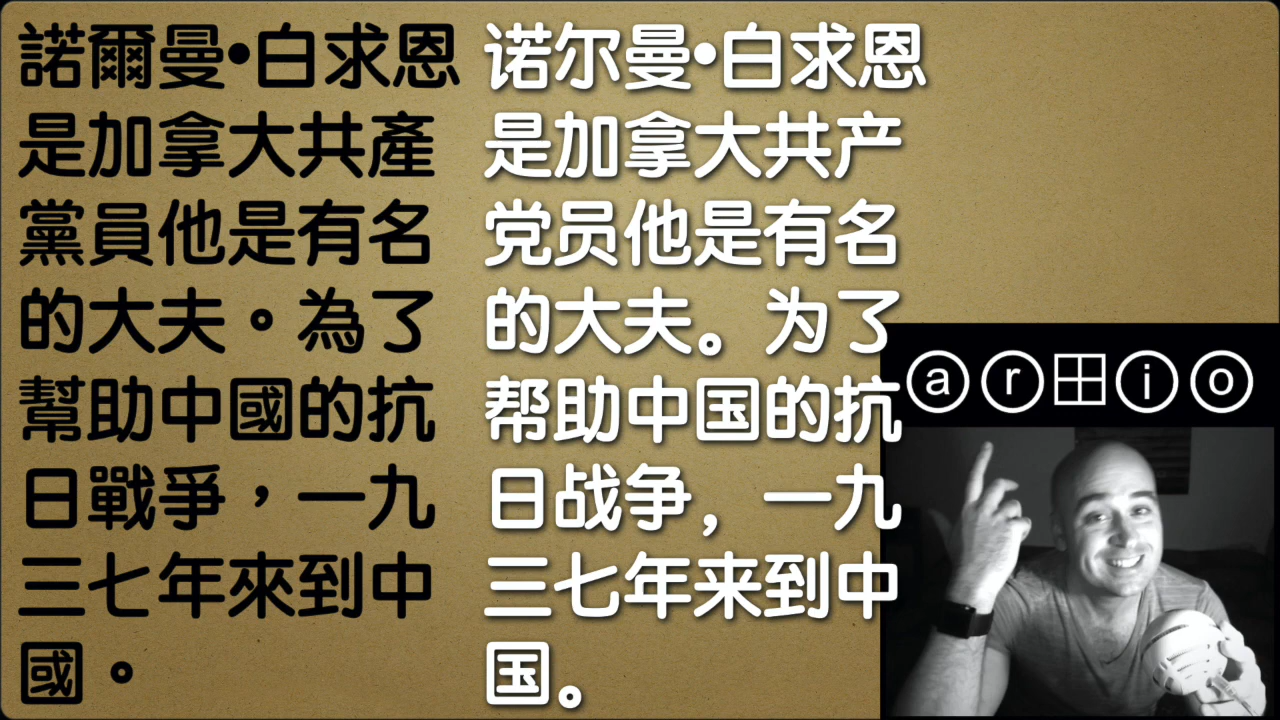 諾爾曼•白求恩
是加拿大共產
黨員他是有名
的大夫。為了
幫助中國的抗
日戰爭，一九
三七年來到中
國。
诺尔曼•白求恩
是加拿大共产
党员他是有名
的大夫。为了
帮助中国的抗
日战争，一九
三七年来到中
国。
ⓐⓡ田ⓘⓞ